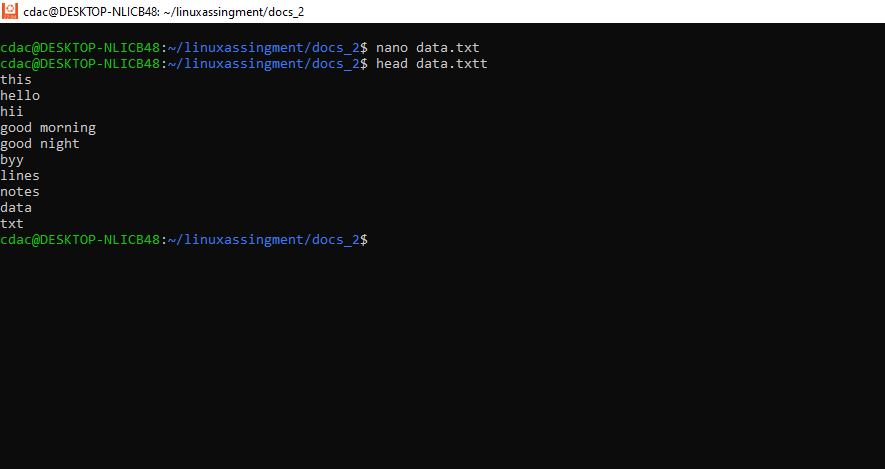 cdac@DESKTOP-NLICB48: ~/linuxassingment/docs_2
cdac@DESKTOP-NLICB48:~/linuxassingment/docs_2$ nano data.txt
cdac@DESKTOP-NLICB48:~/linuxassingment/docs_2$ head data.txtt
this
hello
hii
good morning
good night
byy
lines
notes
data
txt
cdac@DESKTOP-NLICB48:~/linuxassingment/docs_2$